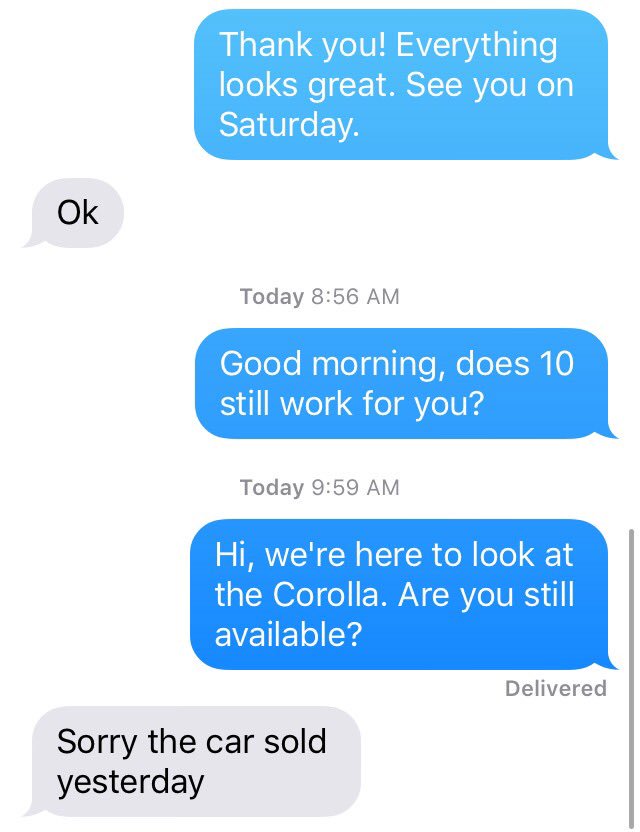 Thank you! Everything
looks great. See you on
Saturday.
Ok
Today 8:56 AM
Good morning, does 10
still work for you?
Today 9:59 AM
Hi, we're here to look at
the Corolla. Are you still
available?
Delivered
Sorry the car sold
yesterday